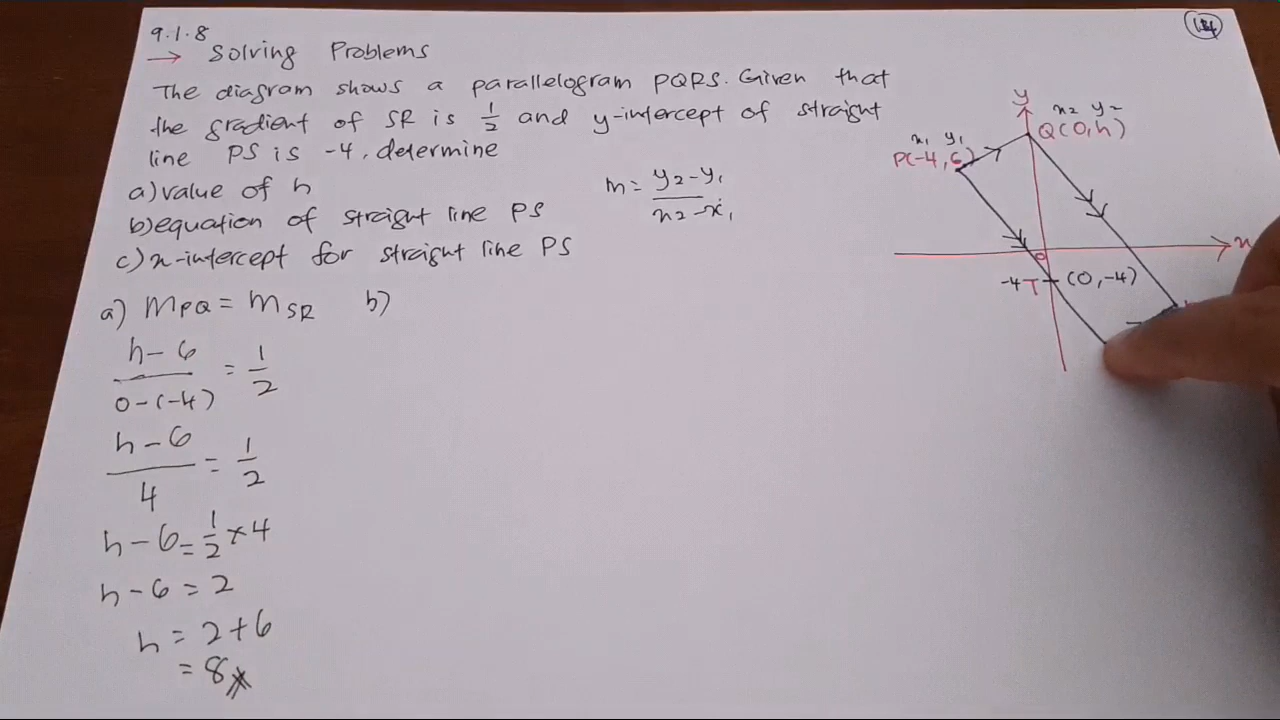 9.1.8
184
→ Solving Problems
The diagram shows a parallelogram PQRS. Given that
the gradient of SR is 1/2 and y-intercept of straight
line PS is -4, determine
a) value of h
b) equation of straight line PS
c) x-intercept for straight line PS
m = y2-y1 / x2-x1
y
x2 y2
Q(0,h)
x1 y1
P(-4,6)
x
O
-4 T (0,-4)
a) mPQ = mSR
h-6 / 0-(-4) = 1/2
h-6 / 4 = 1/2
h-6 = 1/2 × 4
h-6 = 2
h = 2+6
= 8
b)